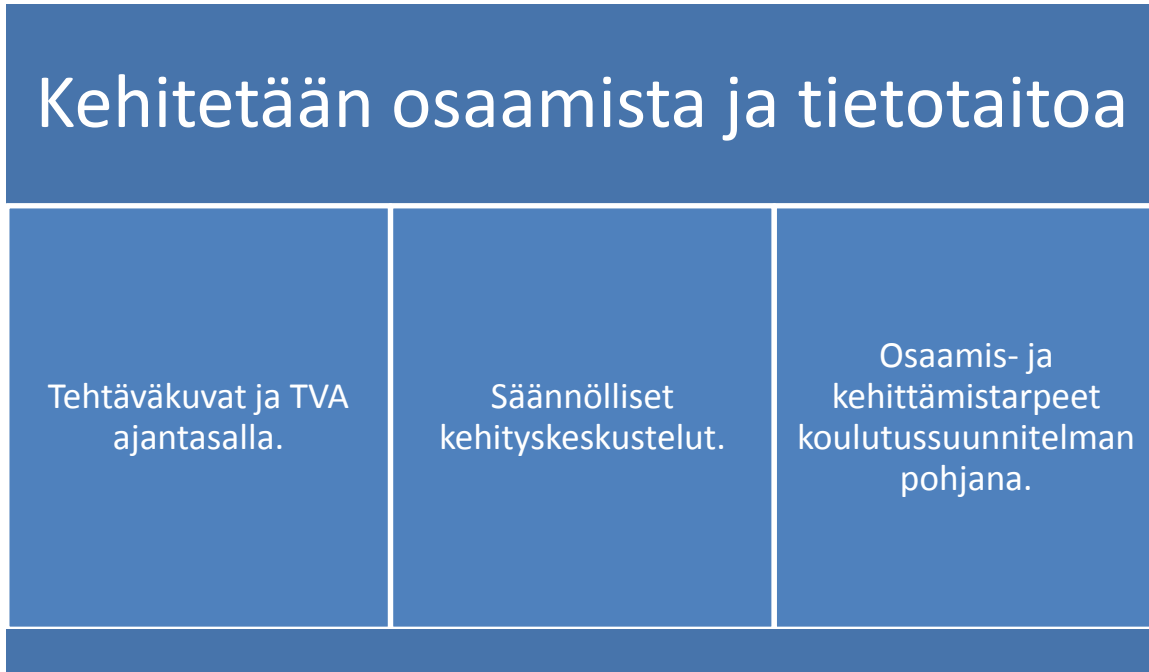 Kehitetään osaamista ja tietotaitoa
Tehtäväkuvat ja TVA
ajantasalla.
Säännölliset
kehityskeskustelut.
Osaamis- ja
kehittämistarpeet
koulutussuunnitelman
pohjana.